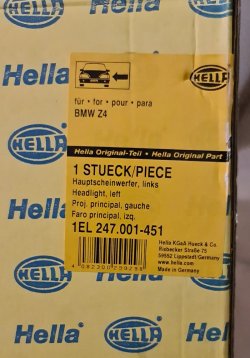 HELLA
HELLA
Hella
für · for · pour · para
BMW Z4
Hella Original-Teil · Hella Original Part
1 STUECK/PIECE
Hauptscheinwerfer, links
Headlight, left
Proj. principal, gauche
Faro principal, izq.
1EL 247.001-451
Hella KGaA Hueck & Co.
Rixbecker Straße 75
59552 Lippstadt/Germany
Made in Germany
HELLA
Hella
HELLA
Hella
HELLA